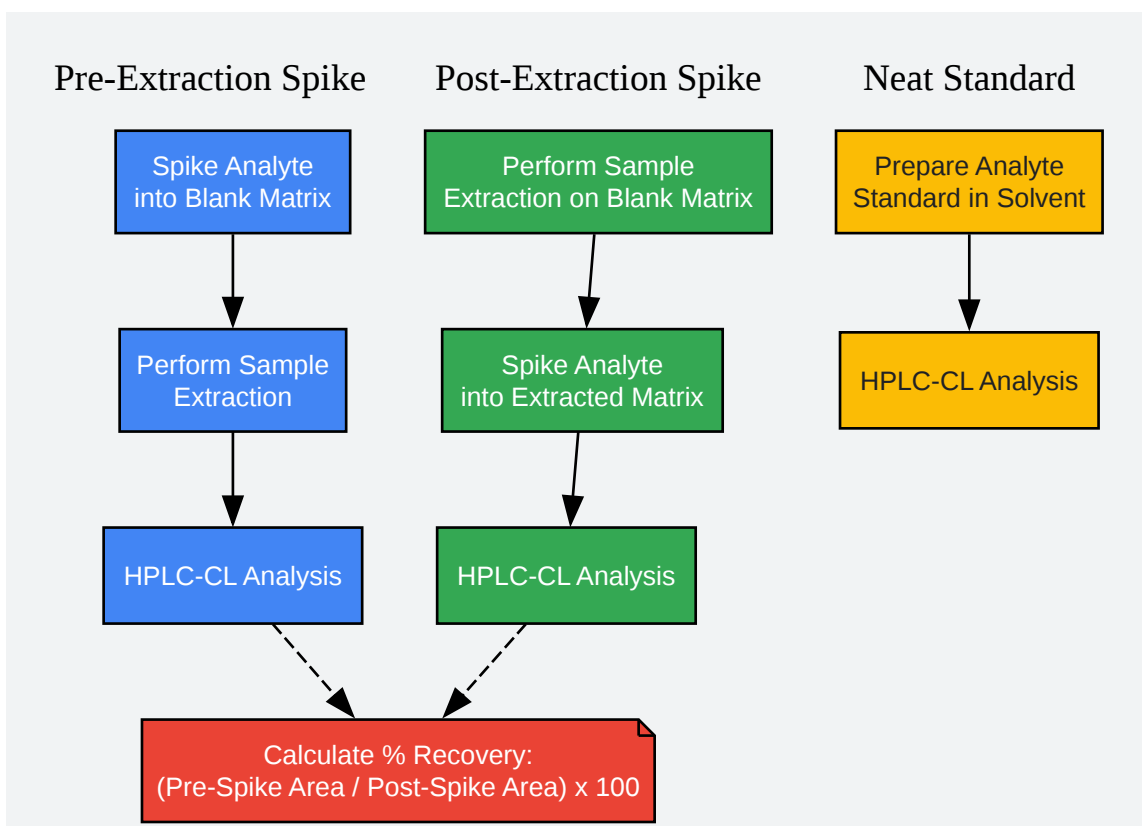 Pre-Extraction Spike
Spike Analyte
into Blank Matrix
Perform Sample
Extraction
HPLC-CL Analysis
Post-Extraction Spike
Perform Sample
Extraction on Blank Matrix
Spike Analyte
into Extracted Matrix
HPLC-CL Analysis
Neat Standard
Prepare Analyte
Standard in Solvent
HPLC-CL Analysis
Calculate % Recovery:
(Pre-Spike Area / Post-Spike Area) x 100